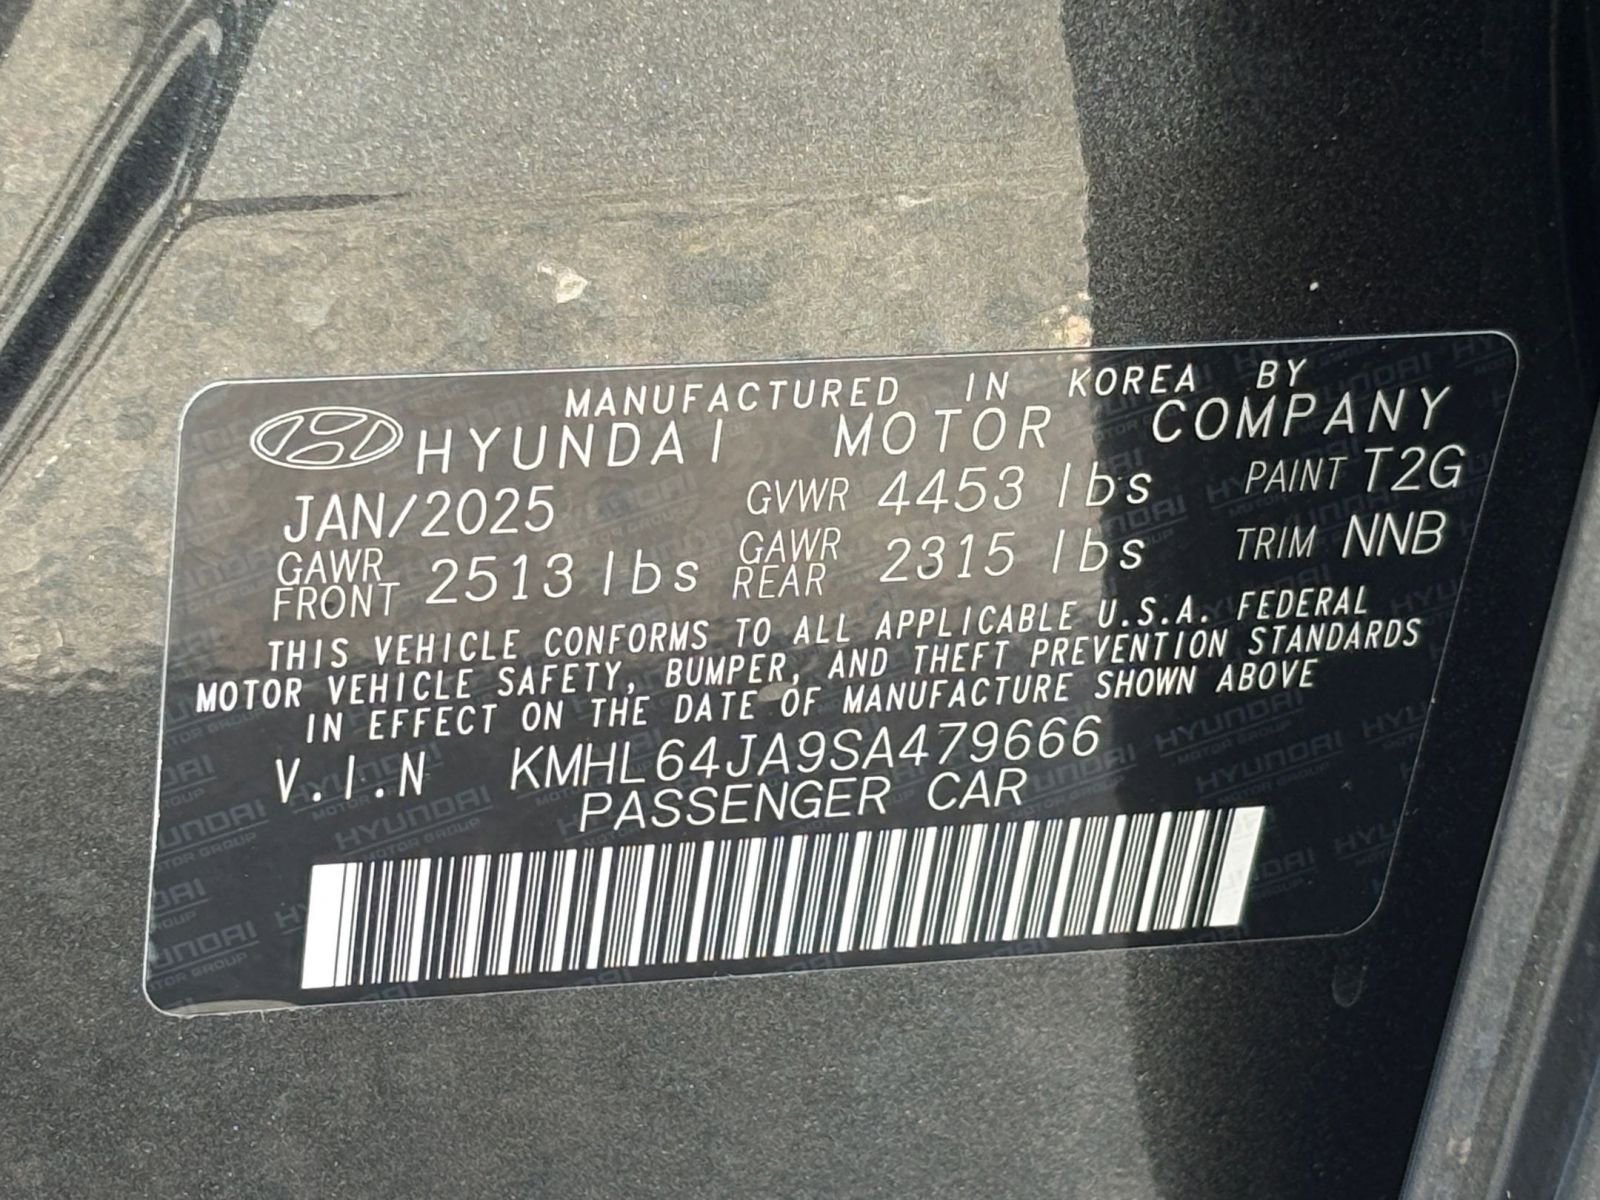 MANUFACTURED IN KOREA BY
HYUNDAI MOTOR COMPANY
JAN/2025 GVWR 4453 lbs PAINT T2G
GAWR FRONT 2513 lbs GAWR REAR 2315 lbs TRIM NNB
THIS VEHICLE CONFORMS TO ALL APPLICABLE U.S.A. FEDERAL
MOTOR VEHICLE SAFETY, BUMPER, AND THEFT PREVENTION STANDARDS
IN EFFECT ON THE DATE OF MANUFACTURE SHOWN ABOVE
V.I.N KMHL64JA9SA479666
PASSENGER CAR